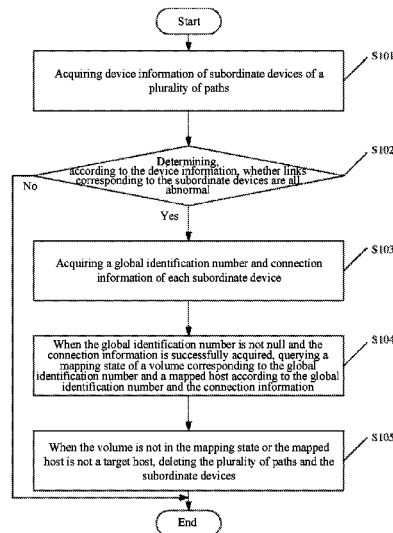 Start
S101
Acquiring device information of subordinate devices of a
plurality of paths
S102
Determining,
according to the device information, whether links
corresponding to the subordinate devices are all
abnormal
No
Yes
S103
Acquiring a global identification number and connection
information of each subordinate device
S104
When the global identification number is not null and the
connection information is successfully acquired, querying a
mapping state of a volume corresponding to the global
identification number and a mapped host according to the global
identification number and the connection information
S105
When the volume is not in the mapping state or the mapped
host is not a target host, deleting the plurality of paths and the
subordinate devices
End